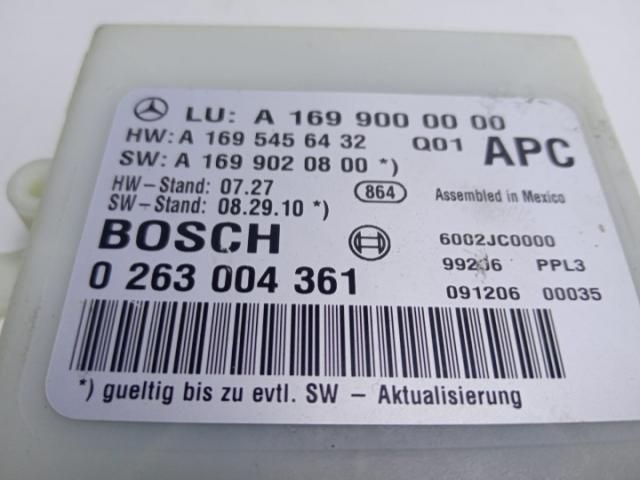 LU: A 169 900 00 00
HW: A 169 545 64 32 Q01 APC
SW: A 169 902 08 00 *)
HW-Stand: 07.27 864 Assembled in Mexico
SW-Stand: 08.29.10 *)
BOSCH 6002JC0000
0 263 004 361 99206 PPL3
091206 00035
*) gueltig bis zu evtl. SW - Aktualisierung